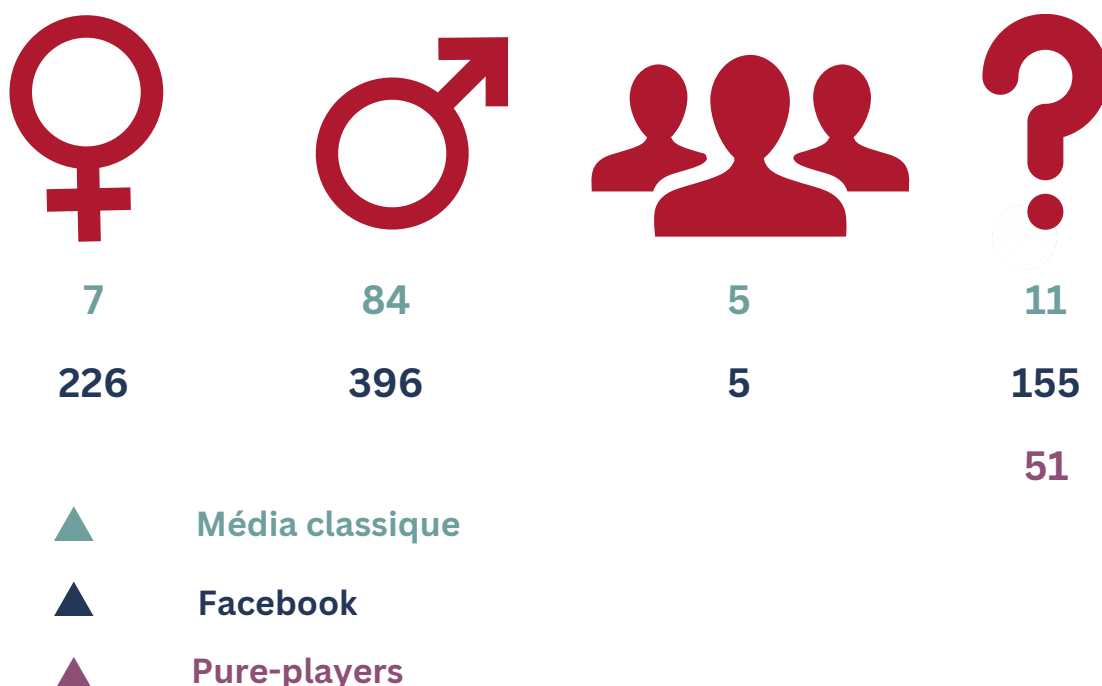 7 84 5 11
226 396 5 155
51
Média classique
Facebook
Pure-players